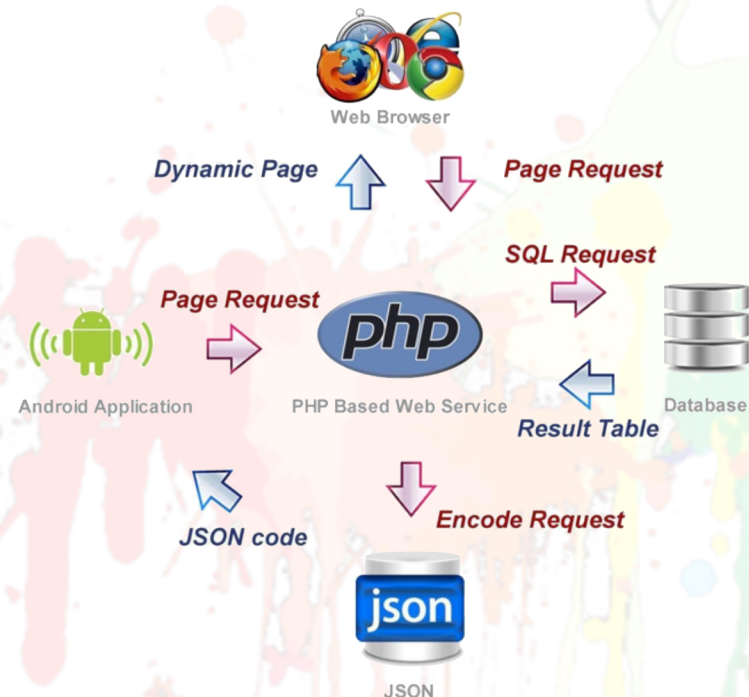 Web Browser
Dynamic Page
Page Request
SQL Request
Page Request
php
Android Application
PHP Based Web Service
Database
Result Table
JSON code
Encode Request
json
JSON